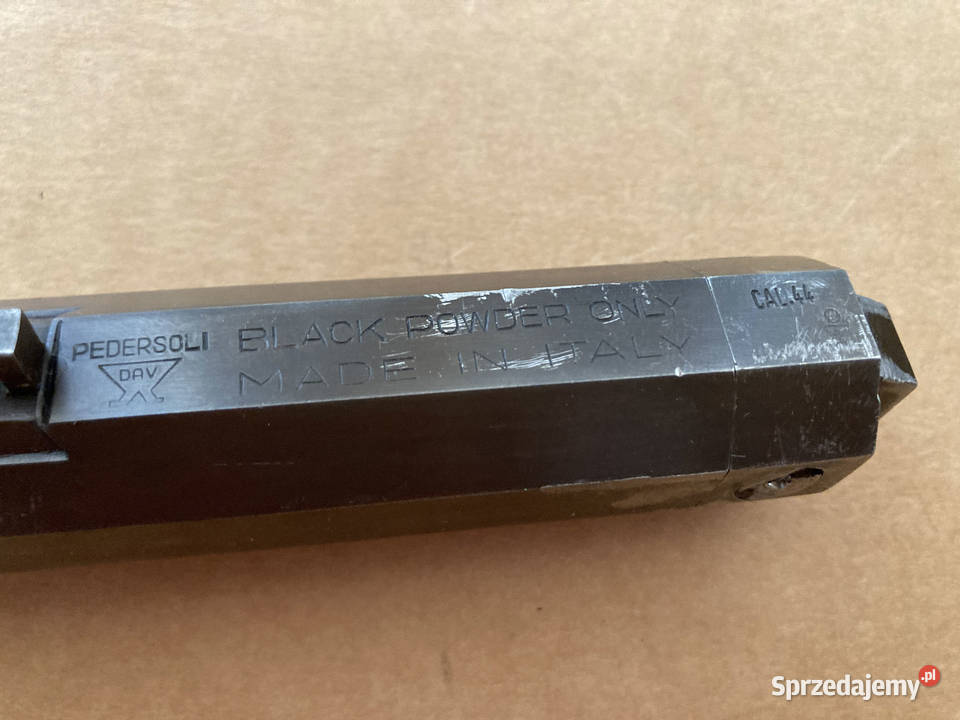 PEDERSOLI
DAV
BLACK POWDER ONLY
MADE IN ITALY
CAL.44
Sprzedajemy.pl